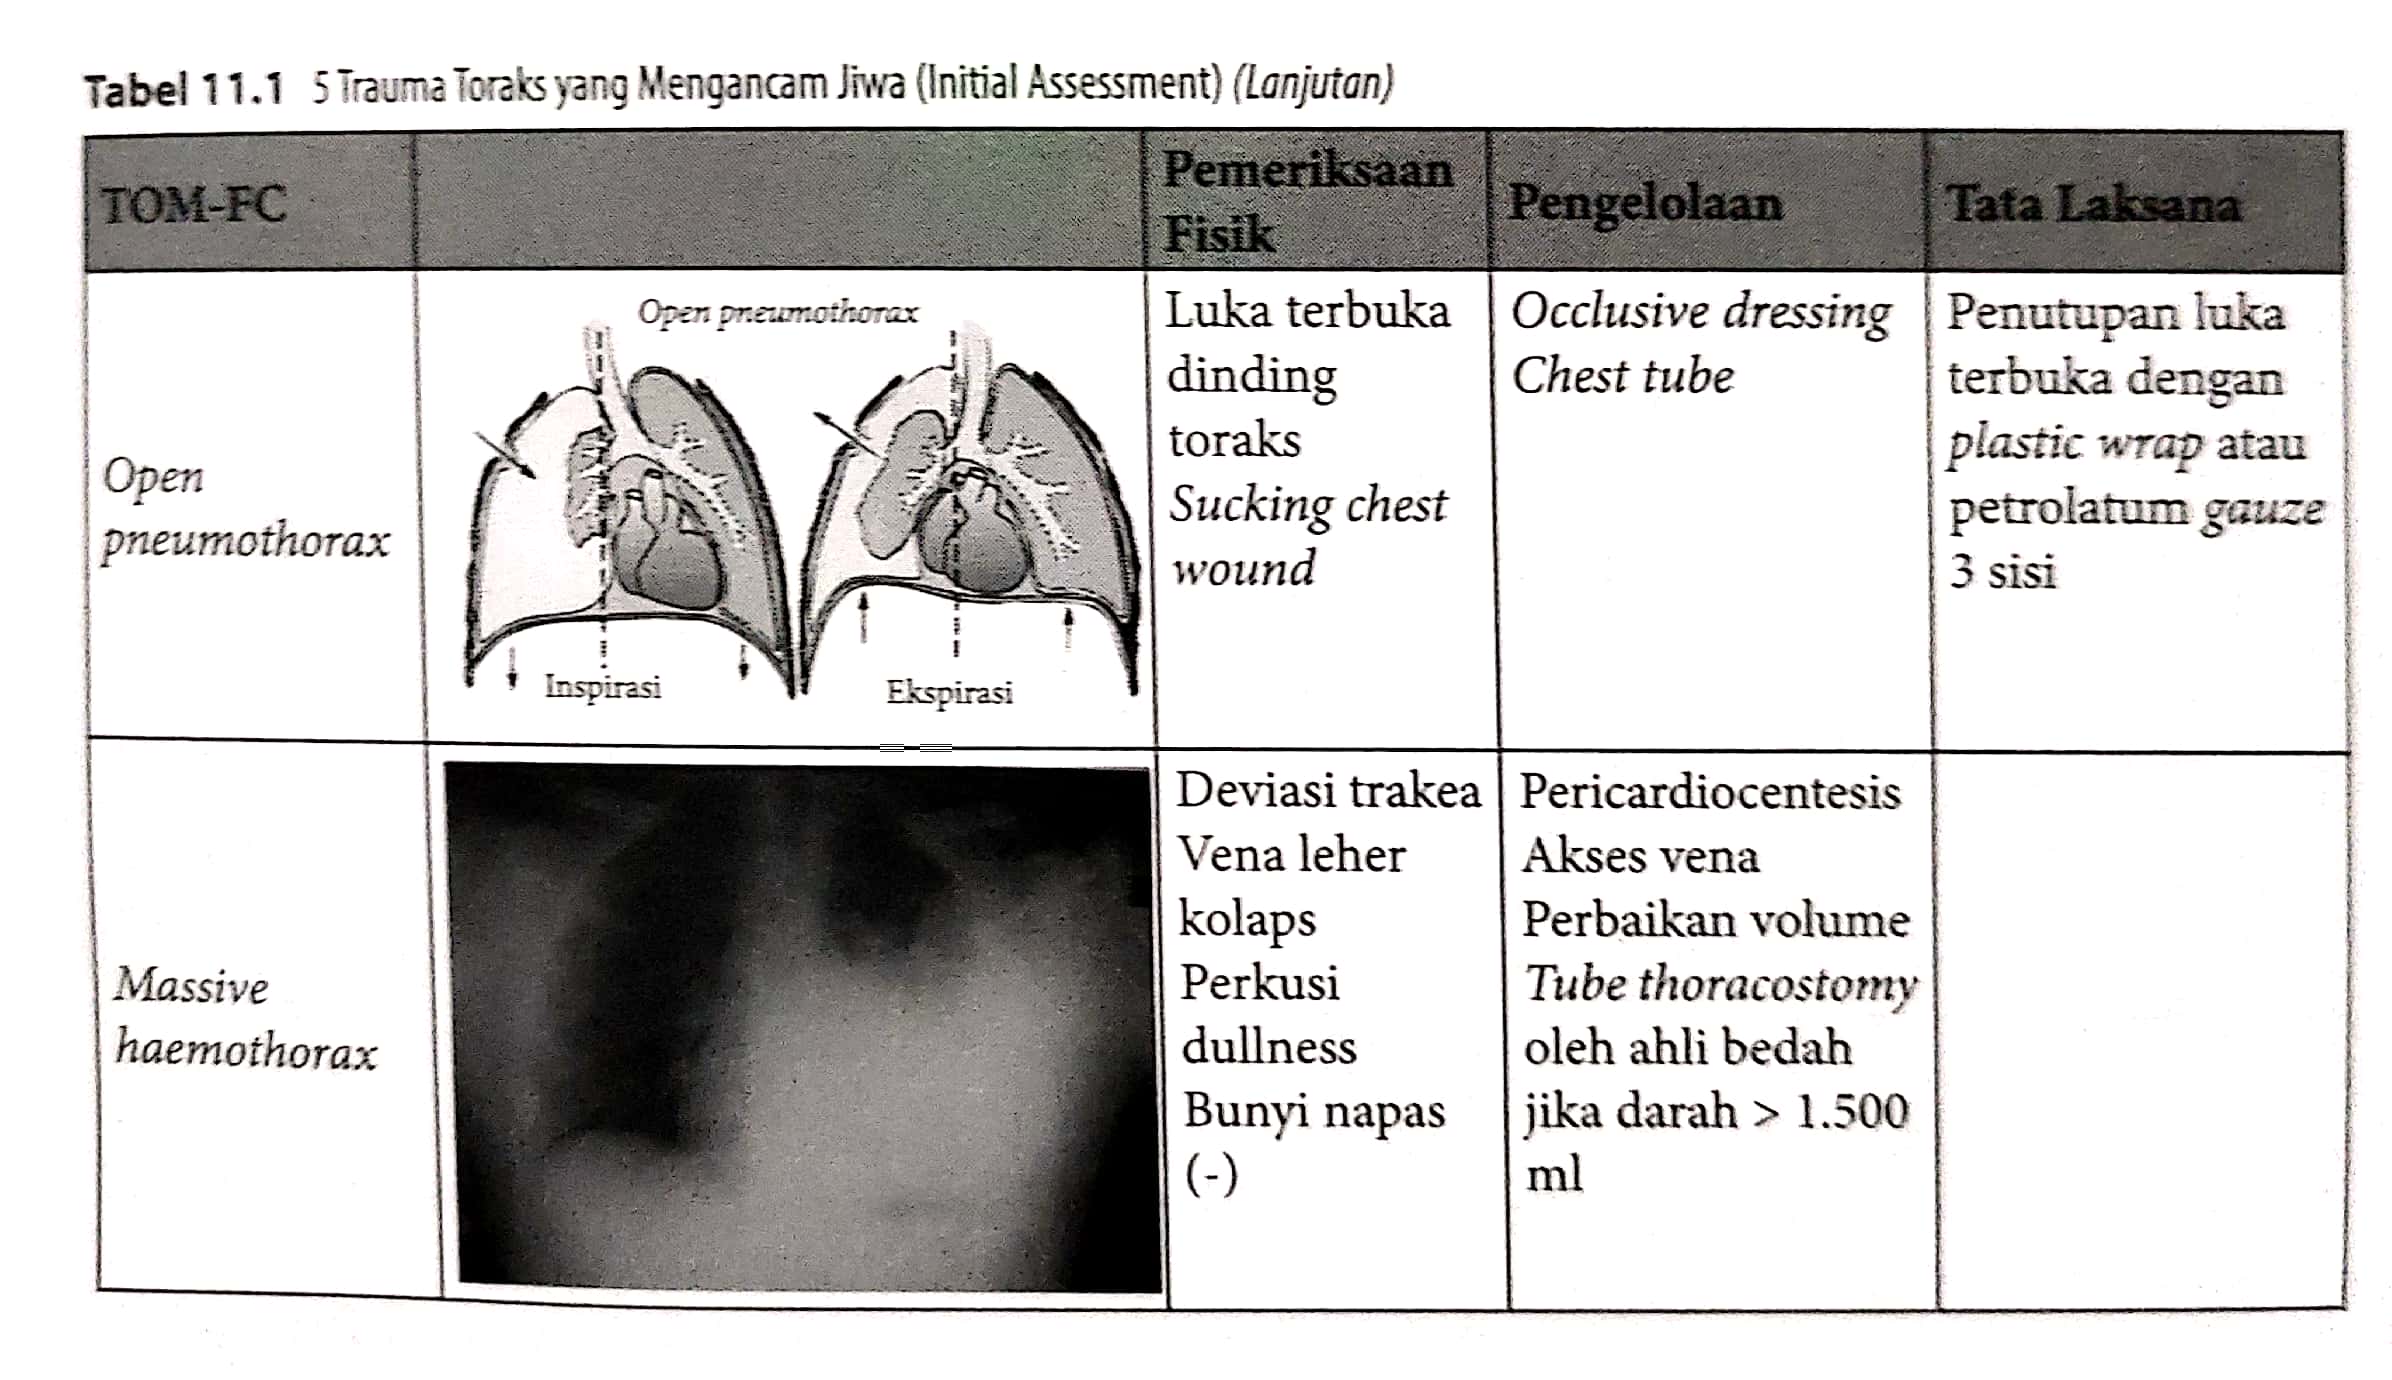 Tabel 11.1 5 Trauma Toraks yang Mengancam Jiwa (Initial Assessment) (Lanjutan)
TOM-FC
Pemeriksaan
Fisik
Pengelolaan
Tata Laksana
Open
pneumothorax
Open pneumothorax
Inspirasi
Ekspirasi
Luka terbuka
dinding
toraks
Sucking chest
wound
Occlusive dressing
Chest tube
Penutupan luka
terbuka dengan
plastic wrap atau
petrolatum gauze
3 sisi
Massive
haemothorax
Deviasi trakea
Vena leher
kolaps
Perkusi
dullness
Bunyi napas
(-)
Pericardiocentesis
Akses vena
Perbaikan volume
Tube thoracostomy
oleh ahli bedah
jika darah > 1.500
ml